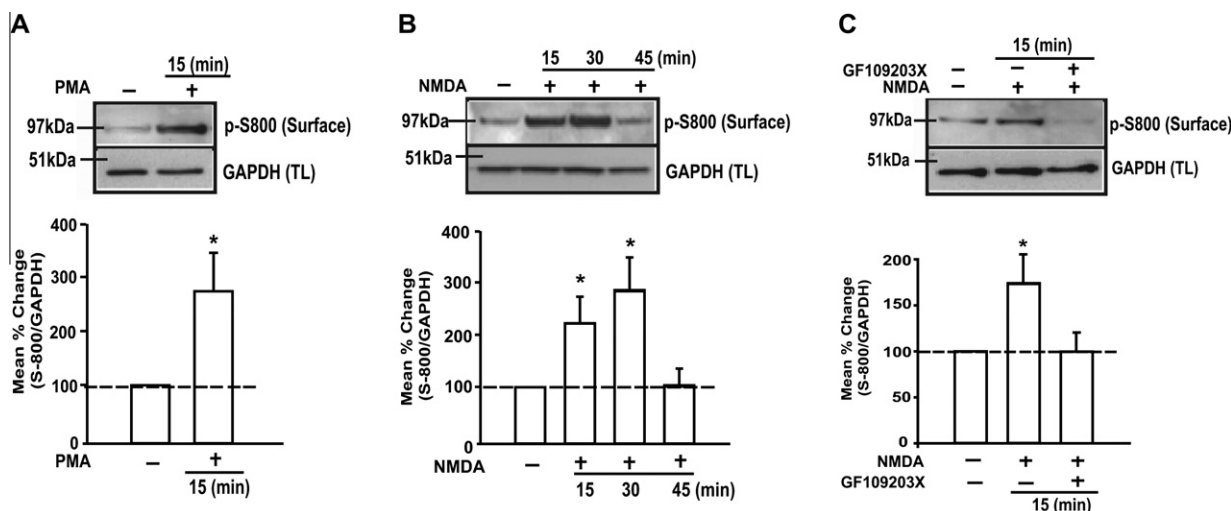 A
15 (min)
PMA – +
97kDa
p-S800 (Surface)
51kDa
GAPDH (TL)
Mean % Change
(S-800/GAPDH)
400
300
200
100
0
*
PMA – +
15 (min)
B
15 30 45 (min)
NMDA – + + +
97kDa
p-S800 (Surface)
51kDa
GAPDH (TL)
Mean % Change
(S-800/GAPDH)
400
300
200
100
0
* *
NMDA – + + +
15 30 45 (min)
C
15 (min)
GF109203X – – +
NMDA – + +
97kDa
p-S800 (Surface)
51kDa
GAPDH (TL)
Mean % Change
(S-800/GAPDH)
200
150
100
50
0
*
NMDA – + +
GF109203X – – +
15 (min)